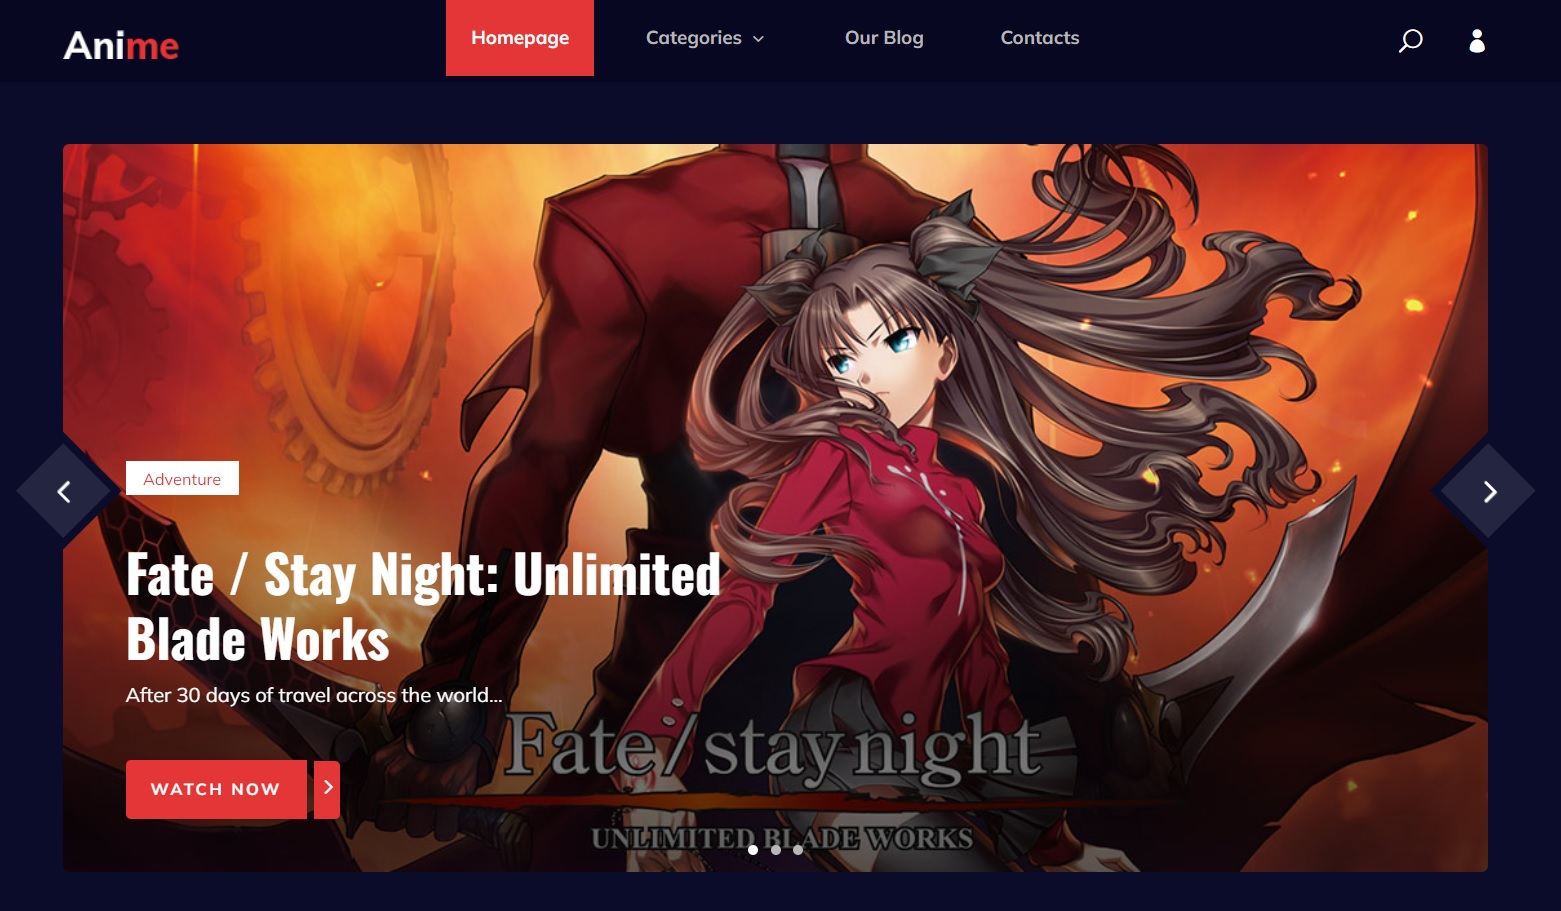 Anime
Homepage
Categories
Our Blog
Contacts
Adventure
Fate / Stay Night: Unlimited
Blade Works
After 30 days of travel across the world...
WATCH NOW
Fate/stay night
UNLIMITED BLADE WORKS